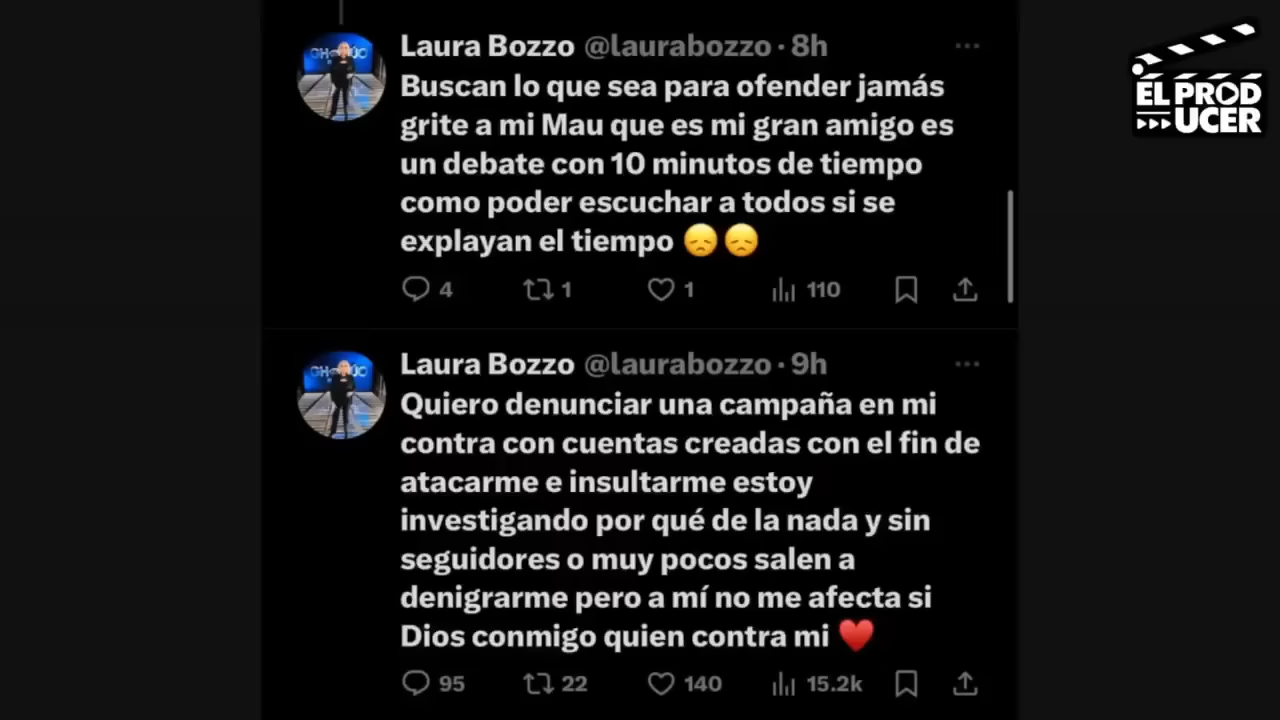 Laura Bozzo @laurabozzo · 8h
Buscan lo que sea para ofender jamás
grite a mi Mau que es mi gran amigo es
un debate con 10 minutos de tiempo
como poder escuchar a todos si se
explayan el tiempo 😞😞
4 1 1 110
Laura Bozzo @laurabozzo · 9h
Quiero denunciar una campaña en mi
contra con cuentas creadas con el fin de
atacarme e insultarme estoy
investigando por qué de la nada y sin
seguidores o muy pocos salen a
denigrarme pero a mí no me afecta si
Dios conmigo quien contra mi ❤️
95 22 140 15.2k
EL PROD
UCER